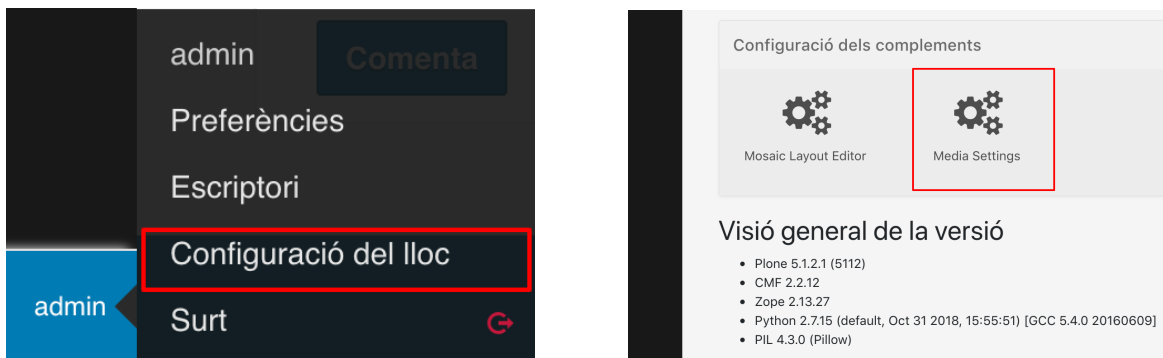 admin
Comenta
Preferències
Escriptori
Configuració del lloc
admin
Surt
Configuració dels complements
Mosaic Layout Editor
Media Settings
Visió general de la versió
Plone 5.1.2.1 (5112)
CMF 2.2.12
Zope 2.13.27
Python 2.7.15 (default, Oct 31 2018, 15:55:51) [GCC 5.4.0 20160609]
PIL 4.3.0 (Pillow)